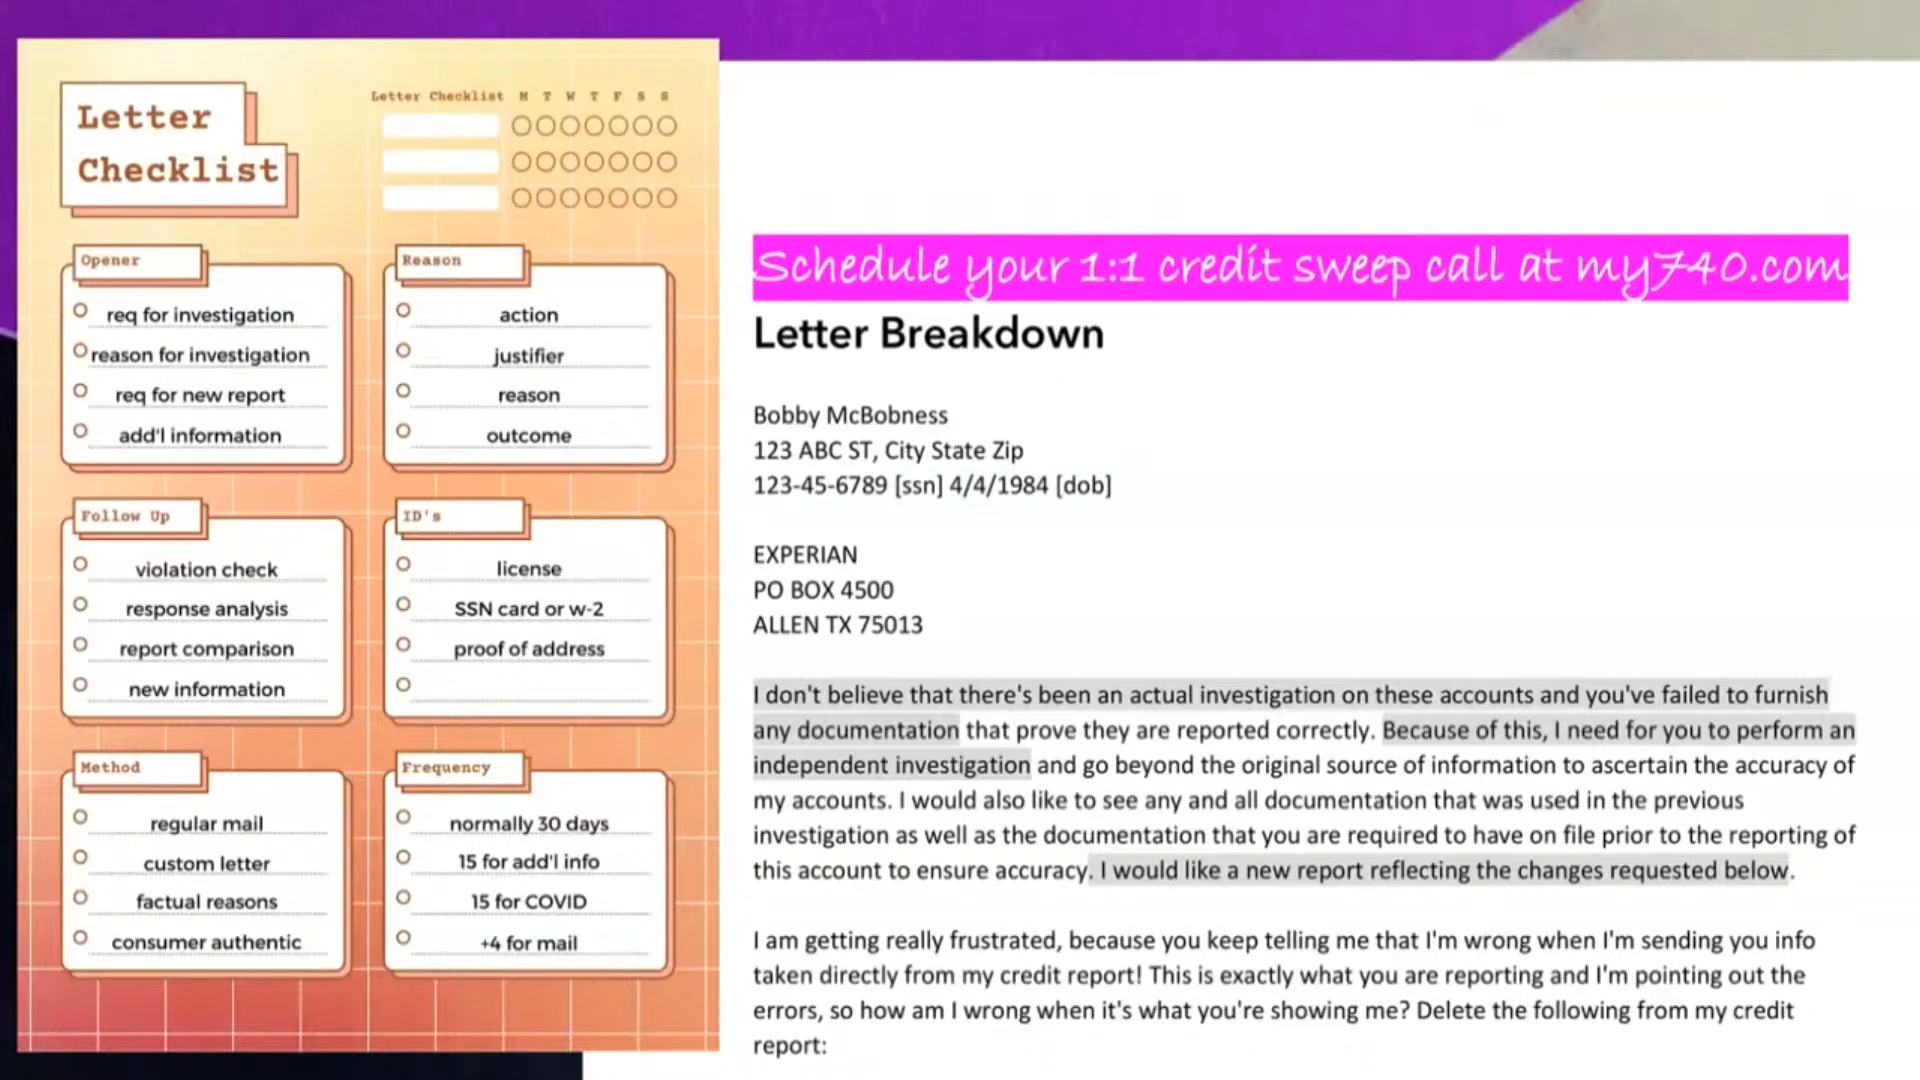 Letter
Checklist
Letter Checklist M T W T F S S
Opener
req for investigation
reason for investigation
req for new report
add'l information
Reason
action
justifier
reason
outcome
Follow Up
violation check
response analysis
report comparison
new information
ID's
license
SSN card or w-2
proof of address
Method
regular mail
custom letter
factual reasons
consumer authentic
Frequency
normally 30 days
15 for add'l info
15 for COVID
+4 for mail
Schedule your 1:1 credit sweep call at my740.com
Letter Breakdown
Bobby McBobness
123 ABC ST, City State Zip
123-45-6789 [ssn] 4/4/1984 [dob]
EXPERIAN
PO BOX 4500
ALLEN TX 75013
I don't believe that there's been an actual investigation on these accounts and you've failed to furnish
any documentation that prove they are reported correctly. Because of this, I need for you to perform an
independent investigation and go beyond the original source of information to ascertain the accuracy of
my accounts. I would also like to see any and all documentation that was used in the previous
investigation as well as the documentation that you are required to have on file prior to the reporting of
this account to ensure accuracy. I would like a new report reflecting the changes requested below.
I am getting really frustrated, because you keep telling me that I'm wrong when I'm sending you info
taken directly from my credit report! This is exactly what you are reporting and I'm pointing out the
errors, so how am I wrong when it's what you're showing me? Delete the following from my credit
report: